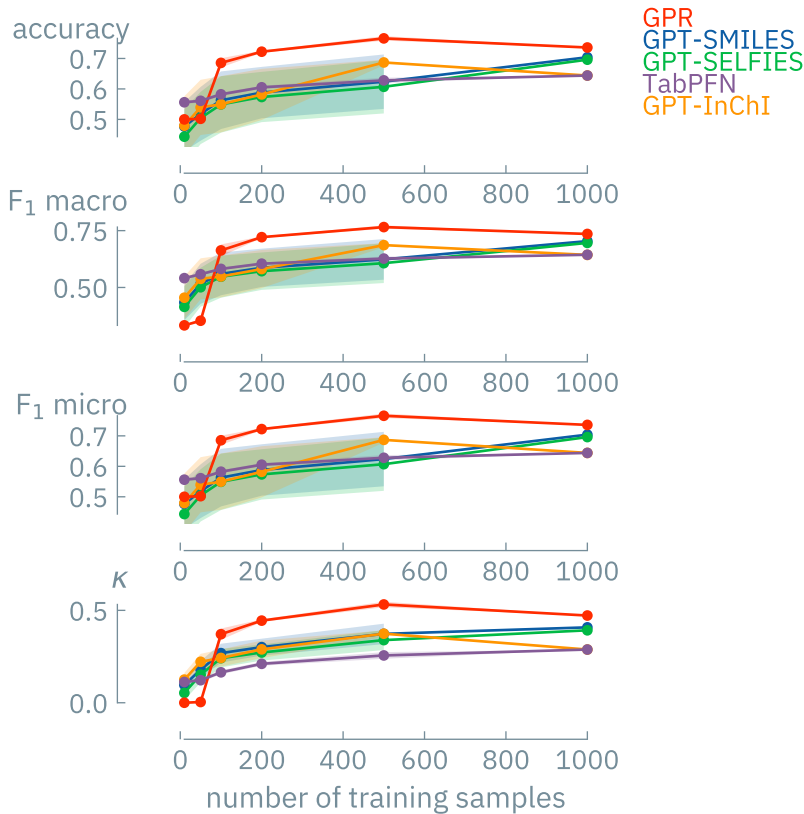 accuracy
0.7
0.6
0.5
0 200 400 600 800 1000
GPR
GPT-SMILES
GPT-SELFIES
TabPFN
GPT-InChI
F₁ macro
0.75
0.50
0 200 400 600 800 1000
F₁ micro
0.7
0.6
0.5
0 200 400 600 800 1000
κ
0.5
0.0
0 200 400 600 800 1000
number of training samples